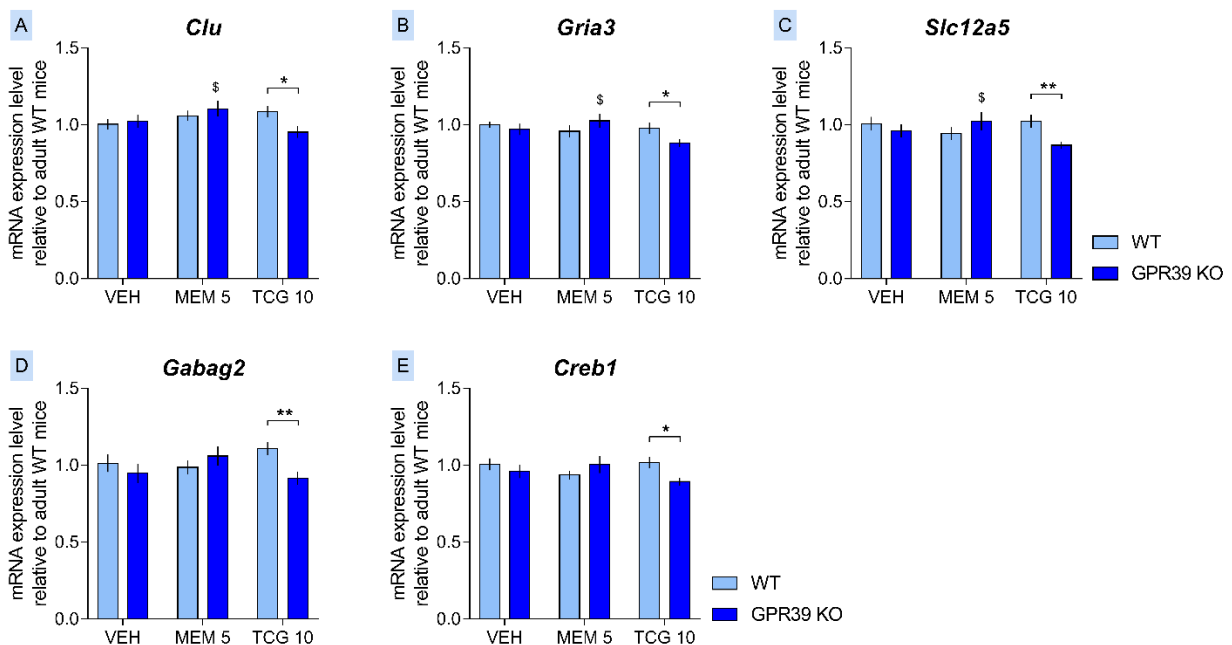 A
Clu
mRNA expression level
relative to adult WT mice
1.5
1.0
0.5
0.0
$
*
VEH
MEM 5
TCG 10
B
Gria3
mRNA expression level
relative to adult WT mice
1.5
1.0
0.5
0.0
$
*
VEH
MEM 5
TCG 10
C
Slc12a5
mRNA expression level
relative to adult WT mice
1.5
1.0
0.5
0.0
$
**
VEH
MEM 5
TCG 10
WT
GPR39 KO
D
Gabag2
mRNA expression level
relative to adult WT mice
1.5
1.0
0.5
0.0
**
VEH
MEM 5
TCG 10
E
Creb1
mRNA expression level
relative to adult WT mice
1.5
1.0
0.5
0.0
*
VEH
MEM 5
TCG 10
WT
GPR39 KO